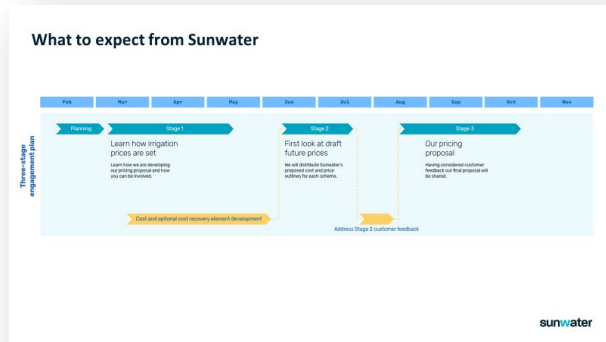 What to expect from Sunwater
Feb Mar Apr May Jun Jul Aug Sep Oct Nov
Three-stage
engagement plan
Planning Stage 1 Stage 2 Stage 3
Learn how irrigation
prices are set
Learn how we are developing
our pricing proposal and how
you can be involved.
First look at draft
future prices
We will distribute Sunwater's
proposed cost and price
outlines for each scheme.
Our pricing
proposal
Having considered customer
feedback our final proposal will
be shared.
Cost and optional cost recovery element development
Address Stage 2 customer feedback
sunwater